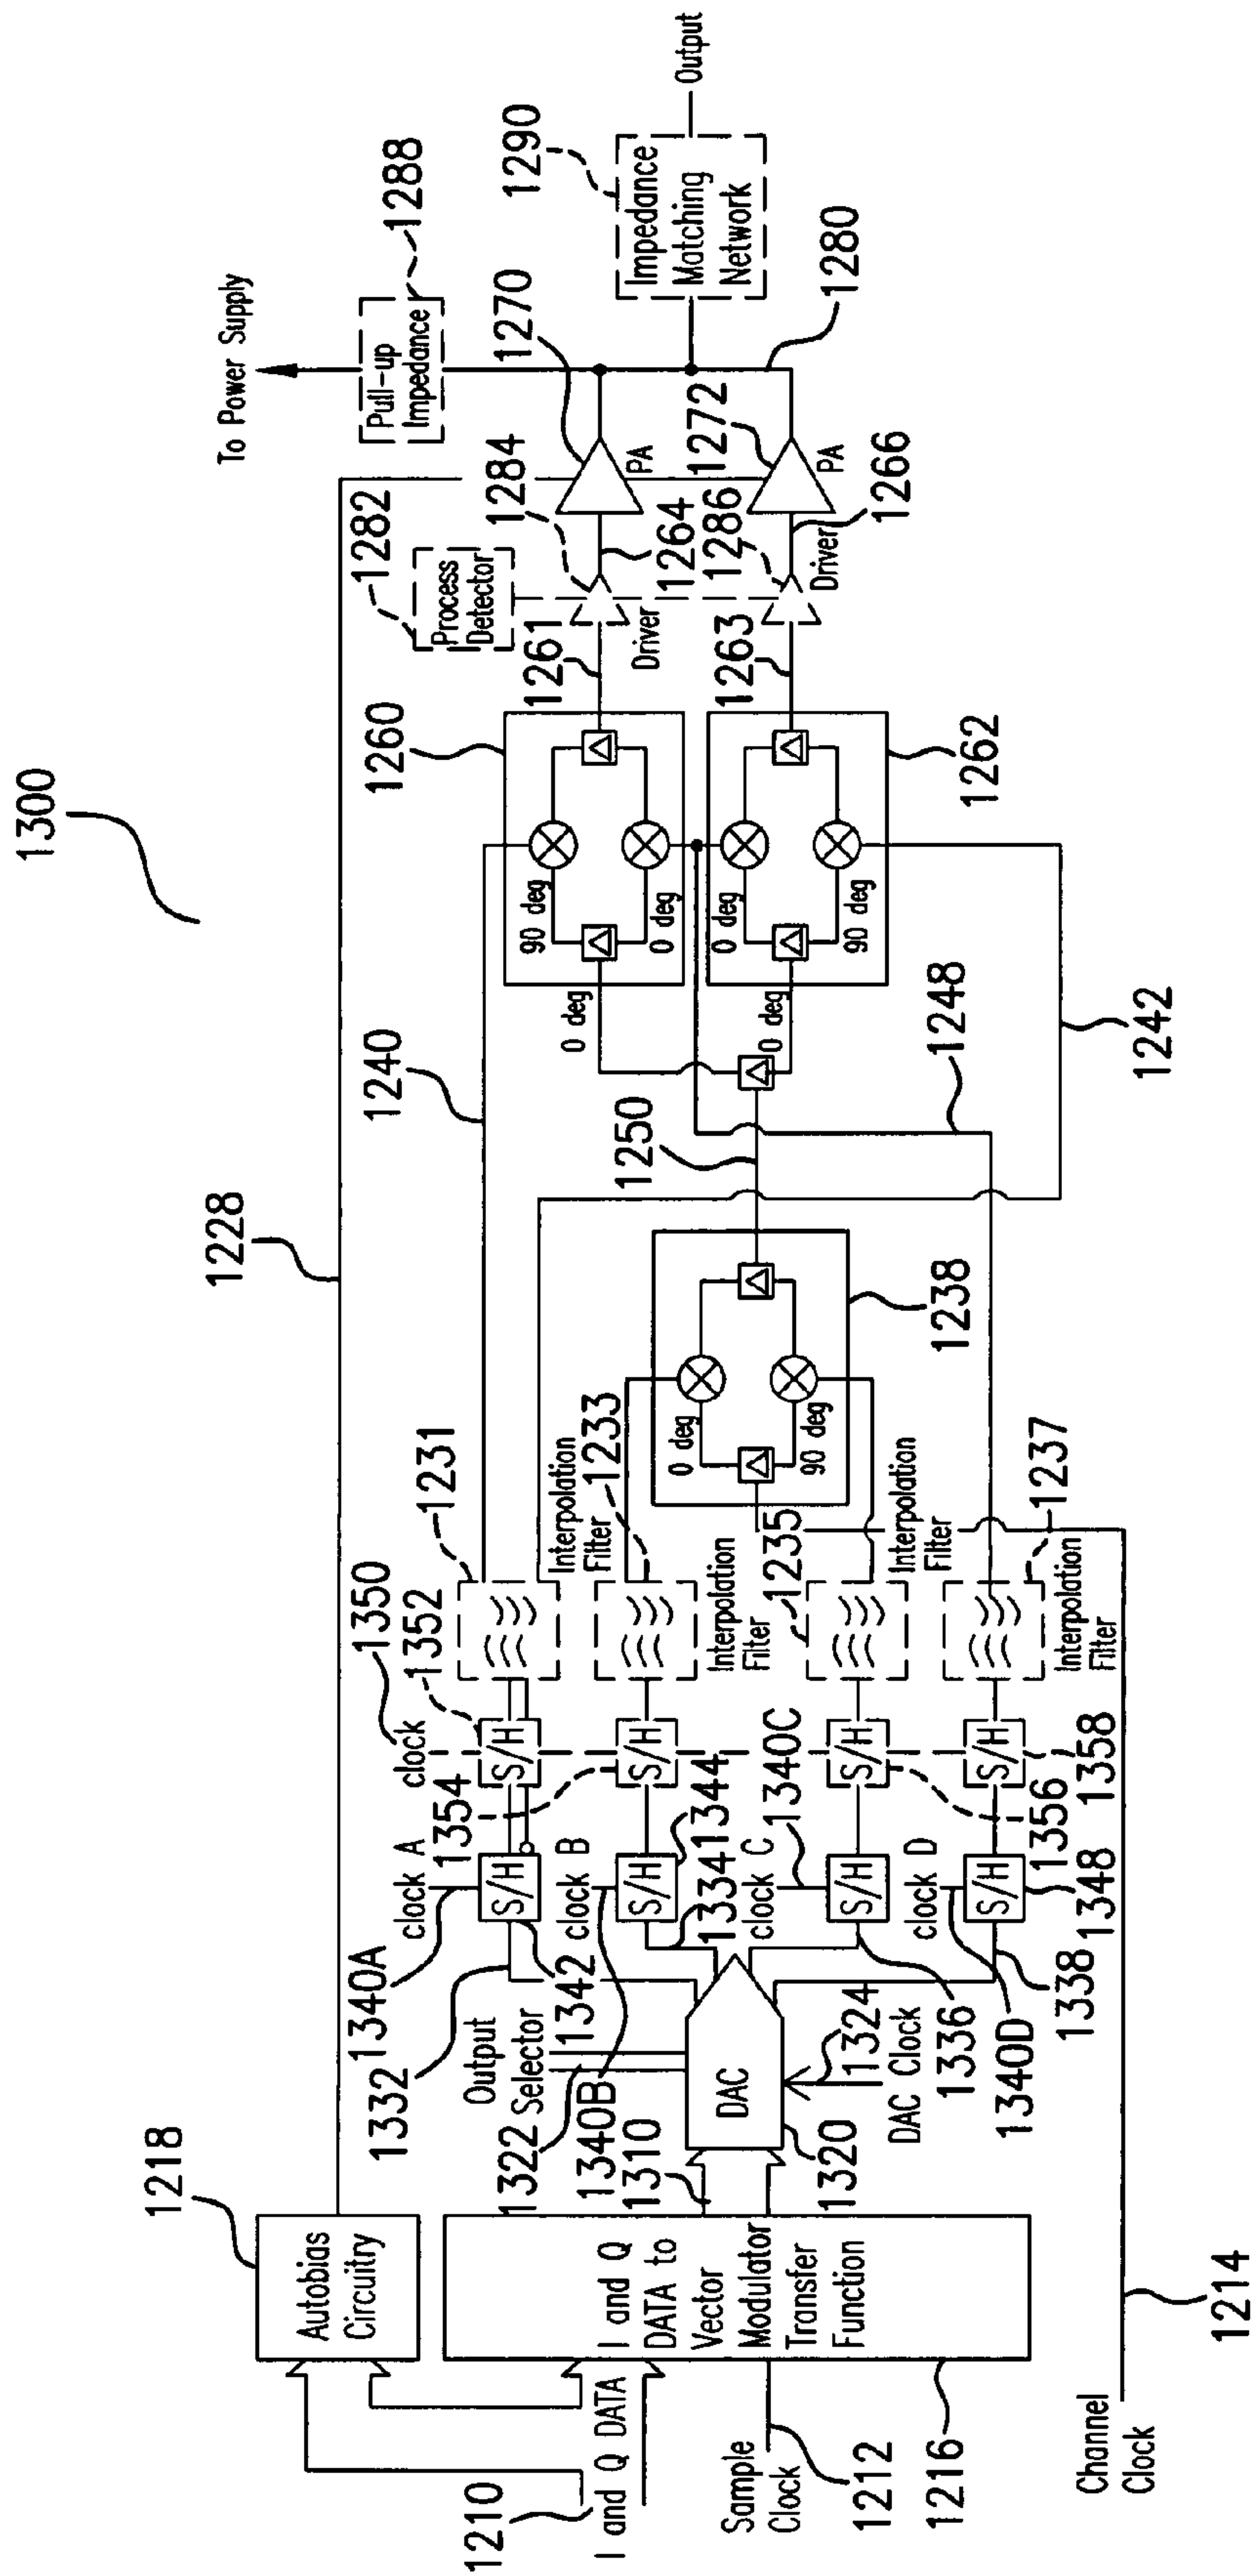 1300
1218
Autobias
Circuitry
1228
1210
I and Q DATA
Sample
Clock
1212
1216
I and Q
DATA to
Vector
Modulator
Transfer
Function
Channel
Clock
1214
1310
DAC
1320
Output
Selector
1322
DAC Clock
1324
1332
1334
1336
1338
clock A
1340A
S/H
1342
clock B
1340B
S/H
1344
clock C
1340C
S/H
clock D
1340D
S/H
1348
clock
1350
S/H
1352
S/H
1354
S/H
1356
S/H
1358
1231
Interpolation
Filter
1233
Interpolation
Filter
1235
Interpolation
Filter
1237
Interpolation
Filter
0 deg
90 deg
1238
1240
1250
1248
1242
0 deg
0 deg
1260
90 deg
0 deg
1262
0 deg
90 deg
1261
1263
1282
Process
Detector
Driver
1284
1264
Driver
1286
1266
PA
1270
PA
1272
1280
To Power Supply
Pull-up
Impedance
1288
1290
Impedance
Matching
Network
Output